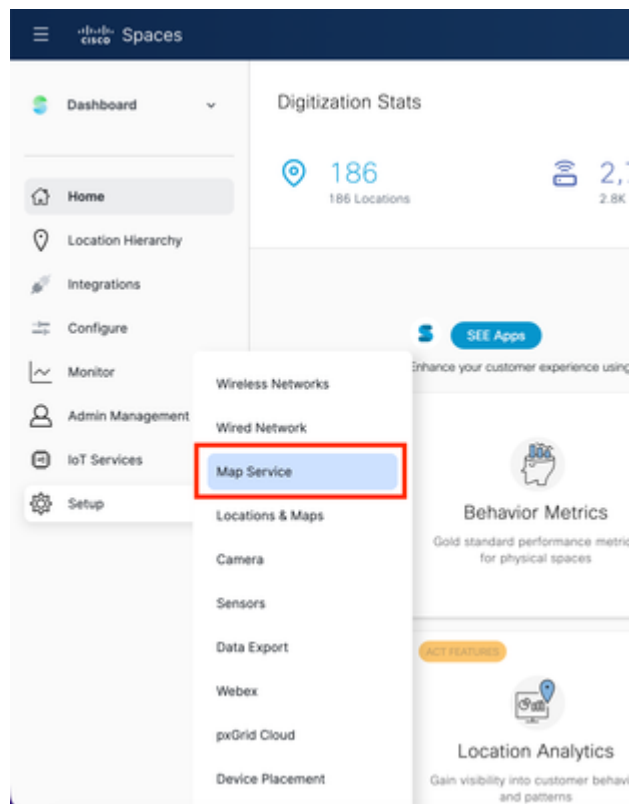 cisco Spaces
Dashboard
Digitization Stats
186
186 Locations
2.8K
Home
Location Hierarchy
Integrations
Configure
Monitor
Admin Management
IoT Services
Setup
Wireless Networks
Wired Network
Map Service
Locations & Maps
Camera
Sensors
Data Export
Webex
pxGrid Cloud
Device Placement
SEE Apps
Enhance your customer experience using
Behavior Metrics
Gold standard performance metric
for physical spaces
ACT FEATURES
Location Analytics
Gain visibility into customer behavi
and patterns